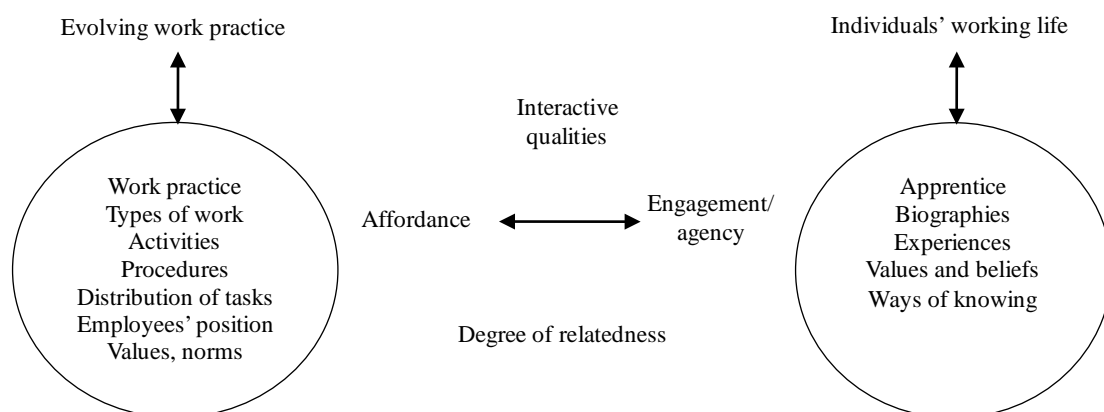 Evolving work practice
Individuals’ working life
Interactive
qualities
Work practice
Types of work
Activities
Procedures
Distribution of tasks
Employees’ position
Values, norms
Affordance
Engagement/
agency
Degree of relatedness
Apprentice
Biographies
Experiences
Values and beliefs
Ways of knowing